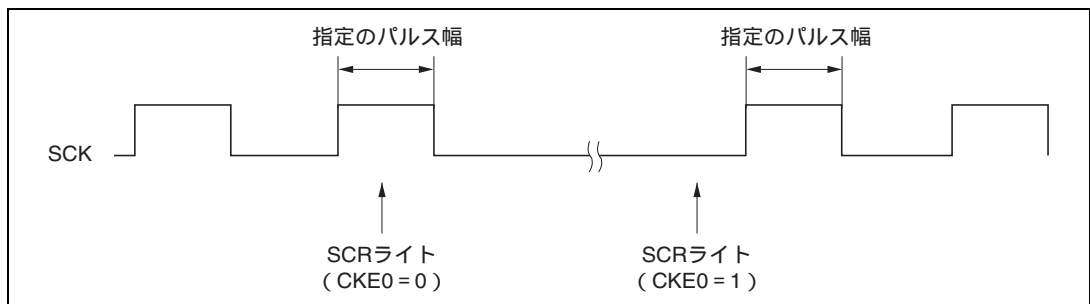 指定のパルス幅
指定のパルス幅
SCK
SCRライト
（CKE0 = 0）
SCRライト
（CKE0 = 1）